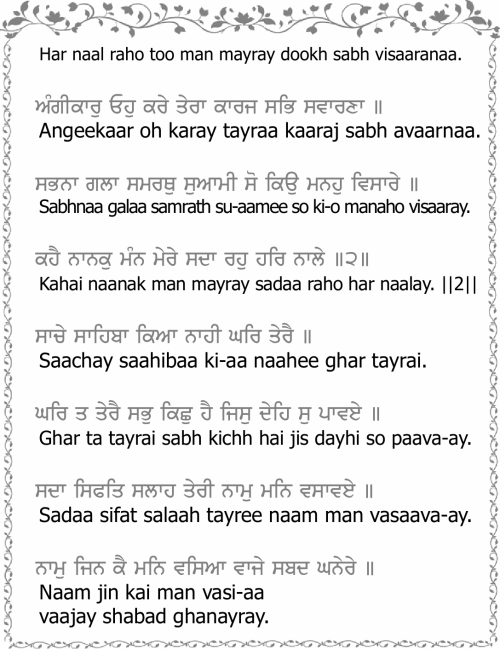 Har naal raho too man mayray dookh sabh visaaranaa.
ਅੰਗੀਕਾਰੁ ਓਹੁ ਕਰੇ ਤੇਰਾ ਕਾਰਜ ਸਭਿ ਸਵਾਰਣਾ ॥
Angeekaar oh karay tayraa kaaraj sabh avaarnaa.
ਸਭਨਾ ਗਲਾ ਸਮਰਥੁ ਸੁਆਮੀ ਸੋ ਕਿਉ ਮਨਹੁ ਵਿਸਾਰੇ ॥
Sabhnaa galaa samrath su-aamee so ki-o manaho visaaray.
ਕਹੈ ਨਾਨਕੁ ਮੰਨ ਮੇਰੇ ਸਦਾ ਰਹੁ ਹਰਿ ਨਾਲੇ ॥੨॥
Kahai naanak man mayray sadaa raho har naalay. ||2||
ਸਾਚੇ ਸਾਹਿਬਾ ਕਿਆ ਨਾਹੀ ਘਰਿ ਤੇਰੈ ॥
Saachay saahibaa ki-aa naahee ghar tayrai.
ਘਰਿ ਤ ਤੇਰੈ ਸਭੁ ਕਿਛੁ ਹੈ ਜਿਸੁ ਦੇਹਿ ਸੁ ਪਾਵਏ ॥
Ghar ta tayrai sabh kichh hai jis dayhi so paava-ay.
ਸਦਾ ਸਿਫਤਿ ਸਲਾਹ ਤੇਰੀ ਨਾਮੁ ਮਨਿ ਵਸਾਵਏ ॥
Sadaa sifat salaah tayree naam man vasaava-ay.
ਨਾਮੁ ਜਿਨ ਕੈ ਮਨਿ ਵਸਿਆ ਵਾਜੇ ਸਬਦ ਘਨੇਰੇ ॥
Naam jin kai man vasi-aa
vaajay shabad ghanayray.